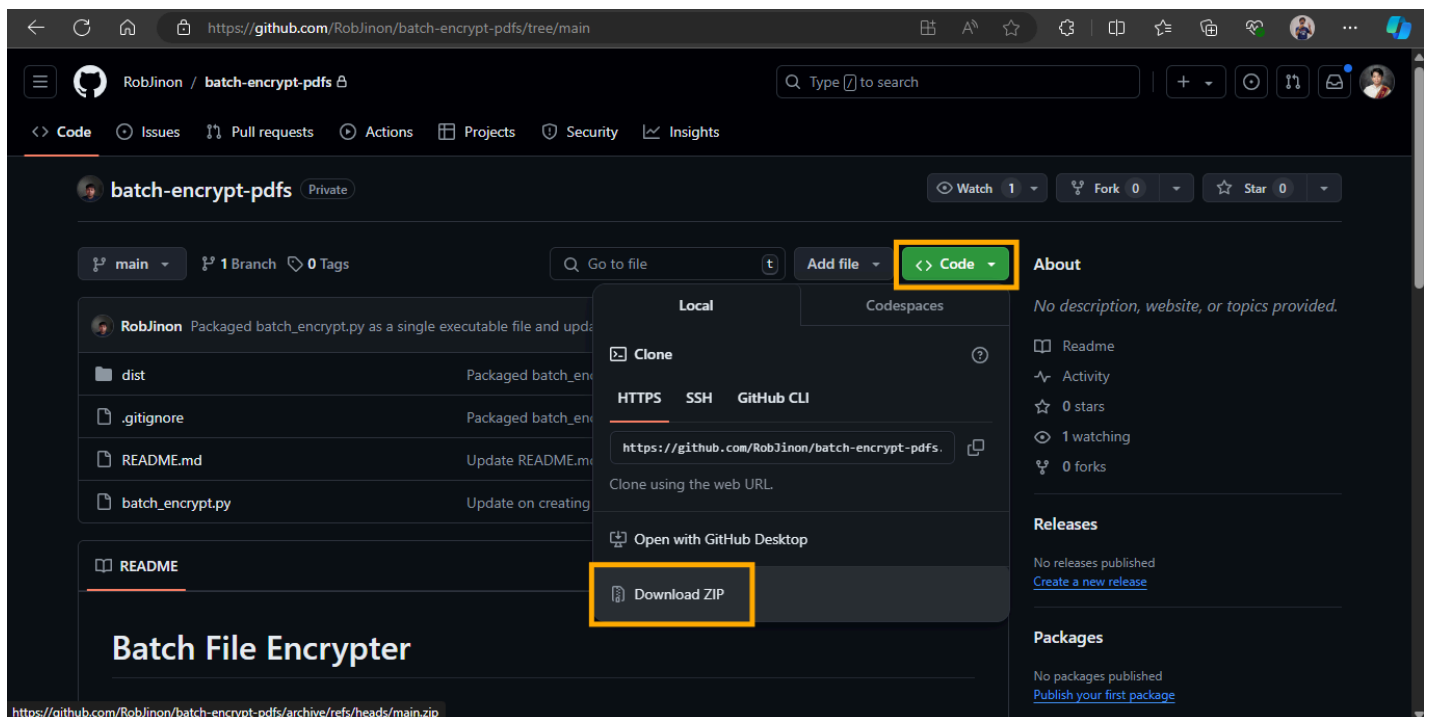 https://github.com/RobJinon/batch-encrypt-pdfs/tree/main
RobJinon / batch-encrypt-pdfs
Type / to search
<> Code Issues Pull requests Actions Projects Security Insights
batch-encrypt-pdfs Private
Watch 1 Fork 0 Star 0
main 1 Branch 0 Tags
Go to file t Add file <> Code
About
No description, website, or topics provided.
Local Codespaces
RobJinon Packaged batch_encrypt.py as a single executable file and upda
Clone
HTTPS SSH GitHub CLI
https://github.com/RobJinon/batch-encrypt-pdfs.
Clone using the web URL.
Open with GitHub Desktop
Download ZIP
dist Packaged batch_en
.gitignore Packaged batch_en
README.md Update README.m
batch_encrypt.py Update on creating
README
Batch File Encrypter
Readme
Activity
0 stars
1 watching
0 forks
Releases
No releases published
Create a new release
Packages
No packages published
Publish your first package
https://github.com/RobJinon/batch-encrypt-pdfs/archive/refs/heads/main.zip